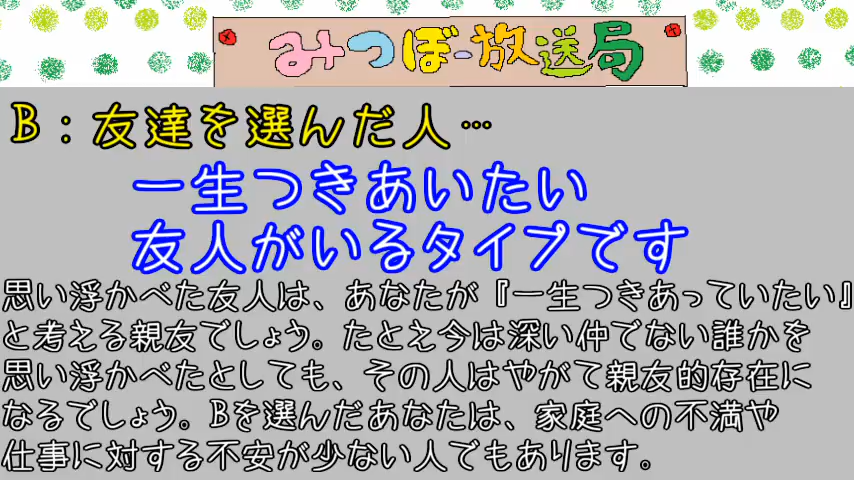 みつぼー放送局
B：友達を選んだ人…
一生つきあいたい
友人がいるタイプです
思い浮かべた友人は、あなたが『一生つきあっていたい』
と考える親友でしょう。たとえ今は深い仲でない誰かを
思い浮かべたとしても、その人はやがて親友的存在に
なるでしょう。Bを選んだあなたは、家庭への不満や
仕事に対する不安が少ない人でもあります。